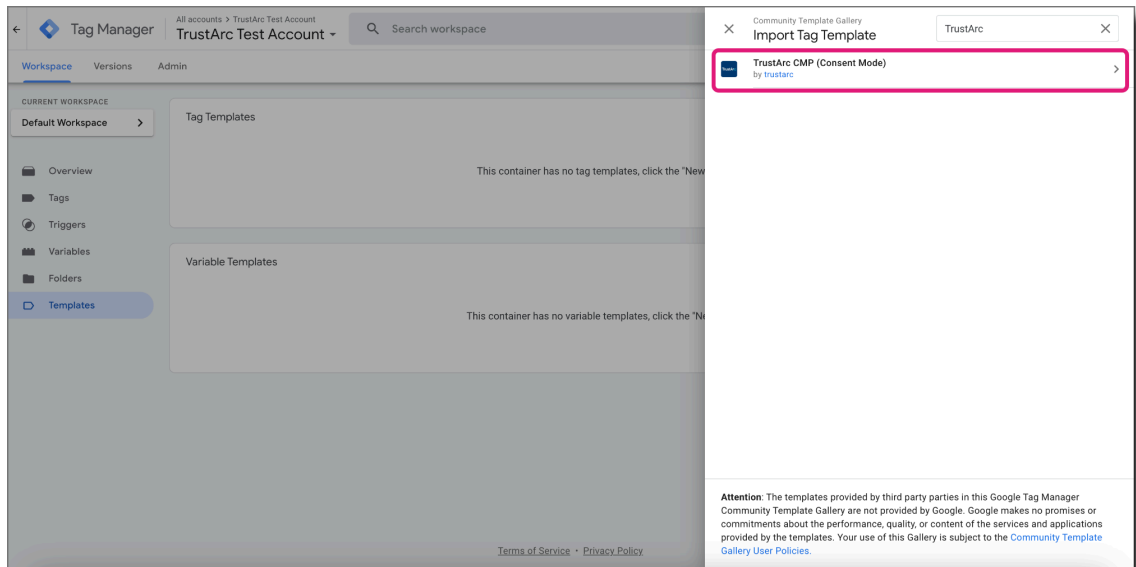 Tag Manager
All accounts > TrustArc Test Account
TrustArc Test Account
Search workspace
Workspace Versions Admin
CURRENT WORKSPACE
Default Workspace
Overview
Tags
Triggers
Variables
Folders
Templates
Tag Templates
This container has no tag templates, click the "New
Variable Templates
This container has no variable templates, click the "Ne
Terms of Service • Privacy Policy
Community Template Gallery
Import Tag Template
TrustArc
TrustArc CMP (Consent Mode)
by trustarc
Attention: The templates provided by third party parties in this Google Tag Manager
Community Template Gallery are not provided by Google. Google makes no promises or
commitments about the performance, quality, or content of the services and applications
provided by the templates. Your use of this Gallery is subject to the Community Template
Gallery User Policies.